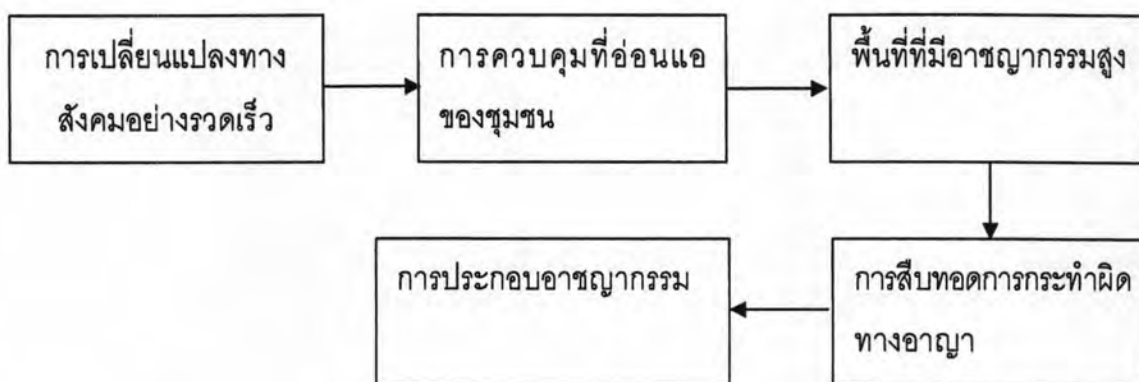 การเปลี่ยนแปลงทาง
สังคมอย่างรวดเร็ว
การควบคุมที่อ่อนแอ
ของชุมชน
พื้นที่ที่มีอาชญากรรมสูง
การสืบทอดการกระทำผิด
ทางอาญา
การประกอบอาชญากรรม